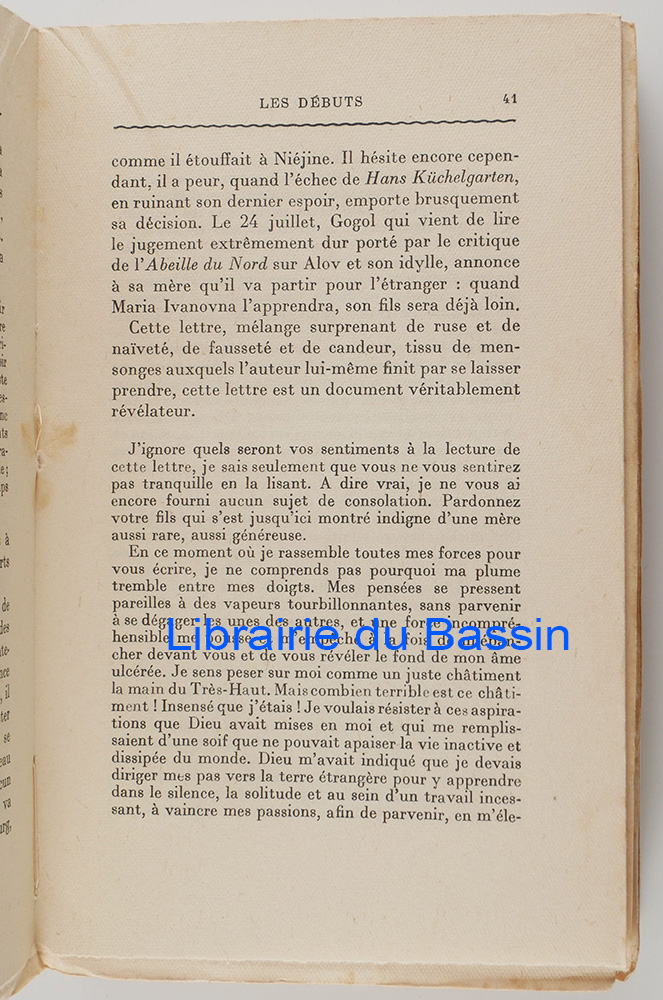 LES DÉBUTS 41
comme il étouffait à Niéjine. Il hésite encore cepen-
dant, il a peur, quand l'échec de Hans Küchelgarten,
en ruinant son dernier espoir, emporte brusquement
sa décision. Le 24 juillet, Gogol qui vient de lire
le jugement extrêmement dur porté par le critique
de l'Abeille du Nord sur Alov et son idylle, annonce
à sa mère qu'il va partir pour l'étranger : quand
Maria Ivanovna l'apprendra, son fils sera déjà loin.
Cette lettre, mélange surprenant de ruse et de
naïveté, de fausseté et de candeur, tissu de men-
songes auxquels l'auteur lui-même finit par se laisser
prendre, cette lettre est un document véritablement
révélateur.
J'ignore quels seront vos sentiments à la lecture de
cette lettre, je sais seulement que vous ne vous sentirez
pas tranquille en la lisant. A dire vrai, je ne vous ai
encore fourni aucun sujet de consolation. Pardonnez
votre fils qui s'est jusqu'ici montré indigne d'une mère
aussi rare, aussi généreuse.
En ce moment où je rassemble toutes mes forces pour
vous écrire, je ne comprends pas pourquoi ma plume
tremble entre mes doigts. Mes pensées se pressent
pareilles à des vapeurs tourbillonnantes, sans parvenir
à se dégager les unes des autres, et une force incompré-
hensible me pousse et m'empêche à la fois de m'épan-
Librairie du Bassin
cher devant vous et de vous révéler le fond de mon âme
ulcérée. Je sens peser sur moi comme un juste châtiment
la main du Très-Haut. Mais combien terrible est ce châti-
ment ! Insensé que j'étais ! Je voulais résister à ces aspira-
tions que Dieu avait mises en moi et qui me remplis-
saient d'une soif que ne pouvait apaiser la vie inactive et
dissipée du monde. Dieu m'avait indiqué que je devais
diriger mes pas vers la terre étrangère pour y apprendre
dans le silence, la solitude et au sein d'un travail inces-
sant, à vaincre mes passions, afin de parvenir, en m'éle-